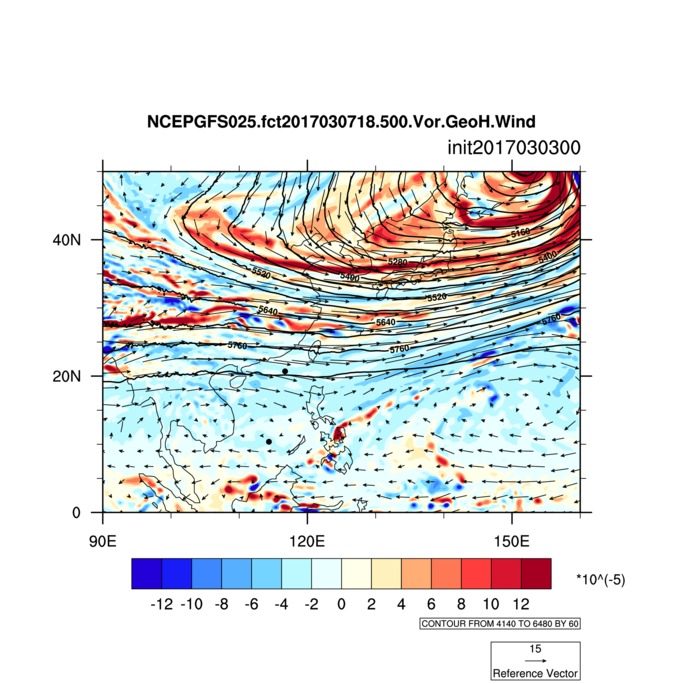 NCEPGFS025.fct2017030718.500.Vor.GeoH.Wind
init2017030300
40N
20N
0
90E 120E 150E
5160
5280
5400
5400
5520
5520
5640
5640
5760
5760
5760
-12 -10 -8 -6 -4 -2 0 2 4 6 8 10 12
*10^(-5)
CONTOUR FROM 4140 TO 6480 BY 60
15
Reference Vector